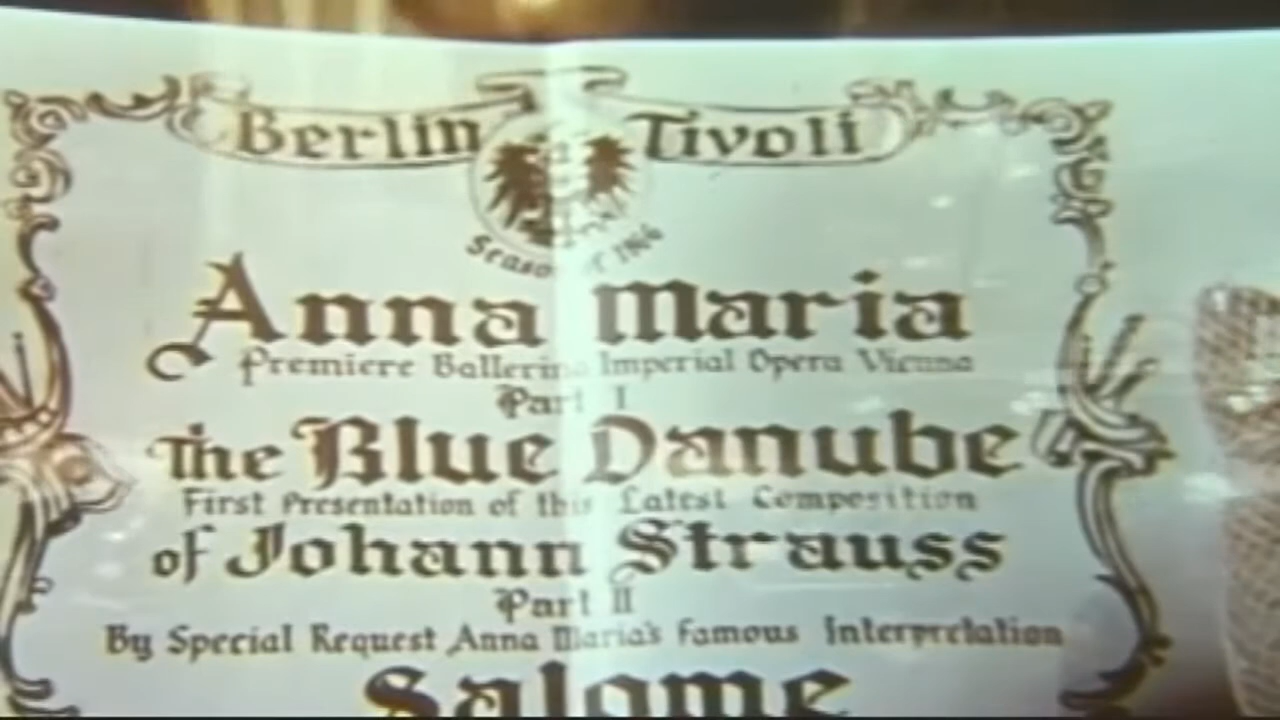 Berlin Tivoli
Anna Maria
Premiere Ballerina Imperial Opera Vienna
Part I
The Blue Danube
First Presentation of this Latest Composition
of Johann Strauss
Part II
By Special Request Anna Maria's famous Interpretation
Salome